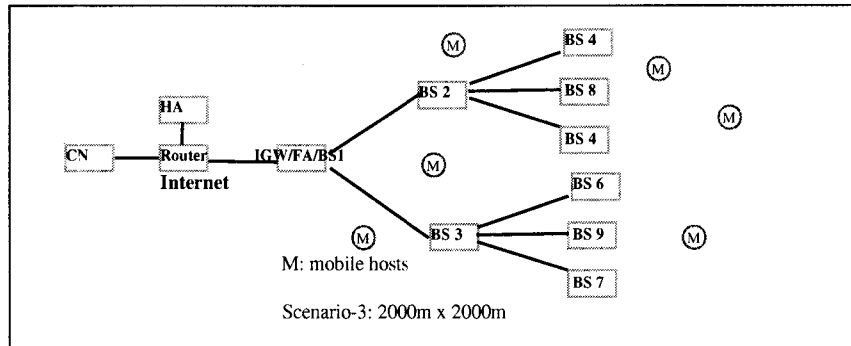 M
BS 4
M
BS 2
BS 8
HA
M
BS 4
CN
Router
IGW/FA/BS1
M
Internet
BS 6
M
BS 3
BS 9
M
M: mobile hosts
BS 7
Scenario-3: 2000m x 2000m